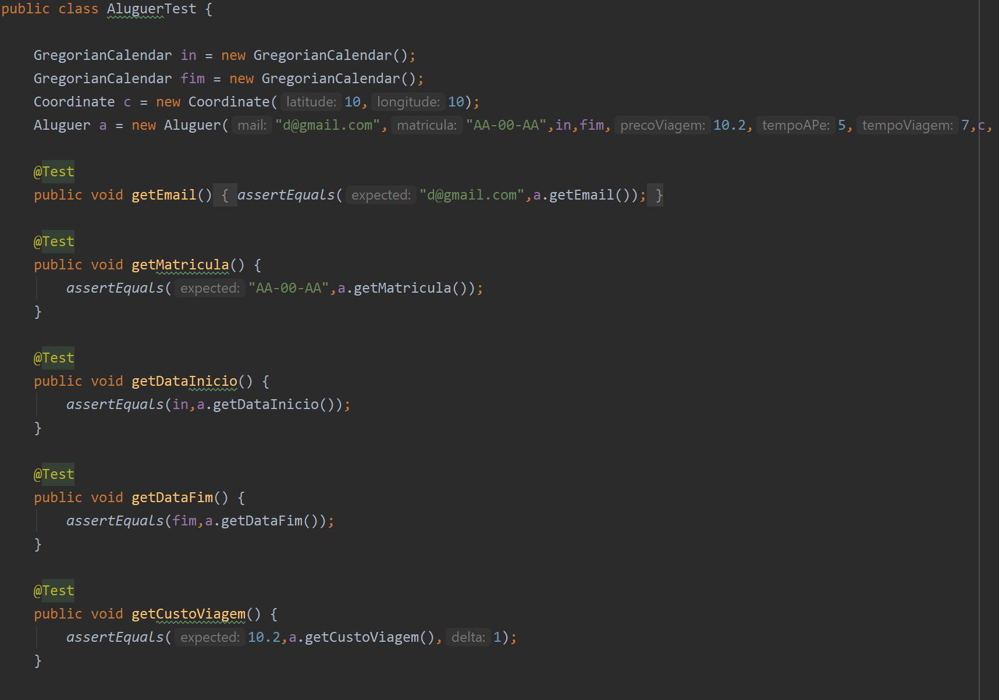 public class AluguerTest {
GregorianCalendar in = new GregorianCalendar();
GregorianCalendar fim = new GregorianCalendar();
Coordinate c = new Coordinate( latitude: 10, longitude: 10);
Aluguer a = new Aluguer( mail: "d@gmail.com", matricula: "AA-00-AA",in,fim, precoViagem: 10.2, tempoAPe: 5, tempoViagem: 7,c,
@Test
public void getEmail() { assertEquals( expected: "d@gmail.com",a.getEmail()); }
@Test
public void getMatricula() {
assertEquals( expected: "AA-00-AA",a.getMatricula());
}
@Test
public void getDataInicio() {
assertEquals(in,a.getDataInicio());
}
@Test
public void getDataFim() {
assertEquals(fim,a.getDataFim());
}
@Test
public void getCustoViagem() {
assertEquals( expected: 10.2,a.getCustoViagem(), delta: 1);
}